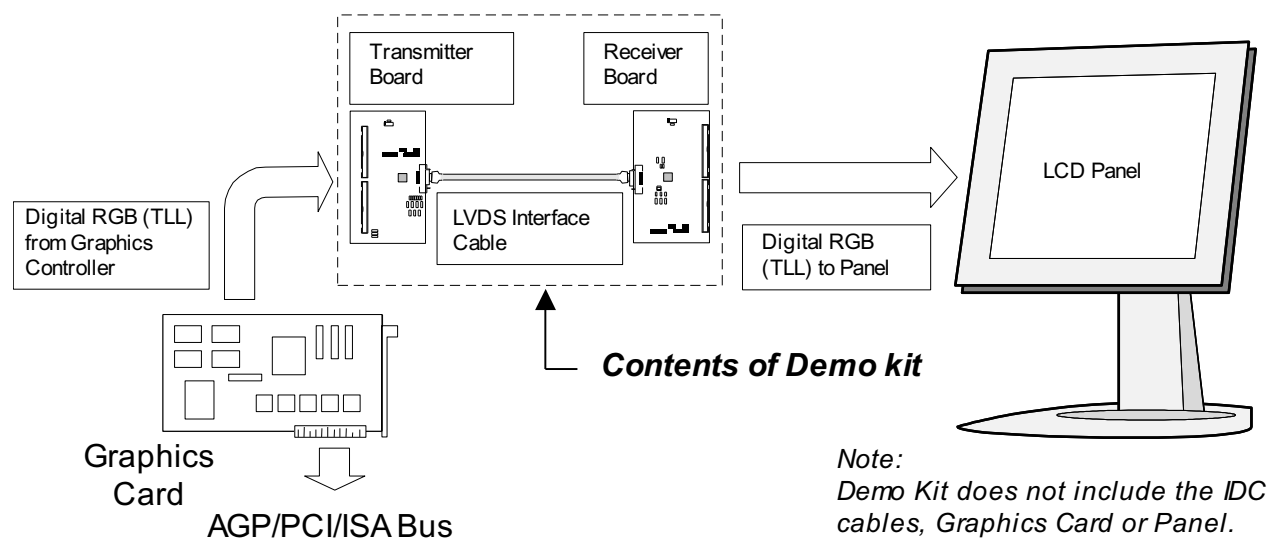 Transmitter
Board
Receiver
Board
LVDS Interface
Cable
Digital RGB (TLL)
from Graphics
Controller
Digital RGB
(TLL) to Panel
LCD Panel
Contents of Demo kit
Graphics
Card
AGP/PCI/ISA Bus
Note:
Demo Kit does not include the IDC
cables, Graphics Card or Panel.